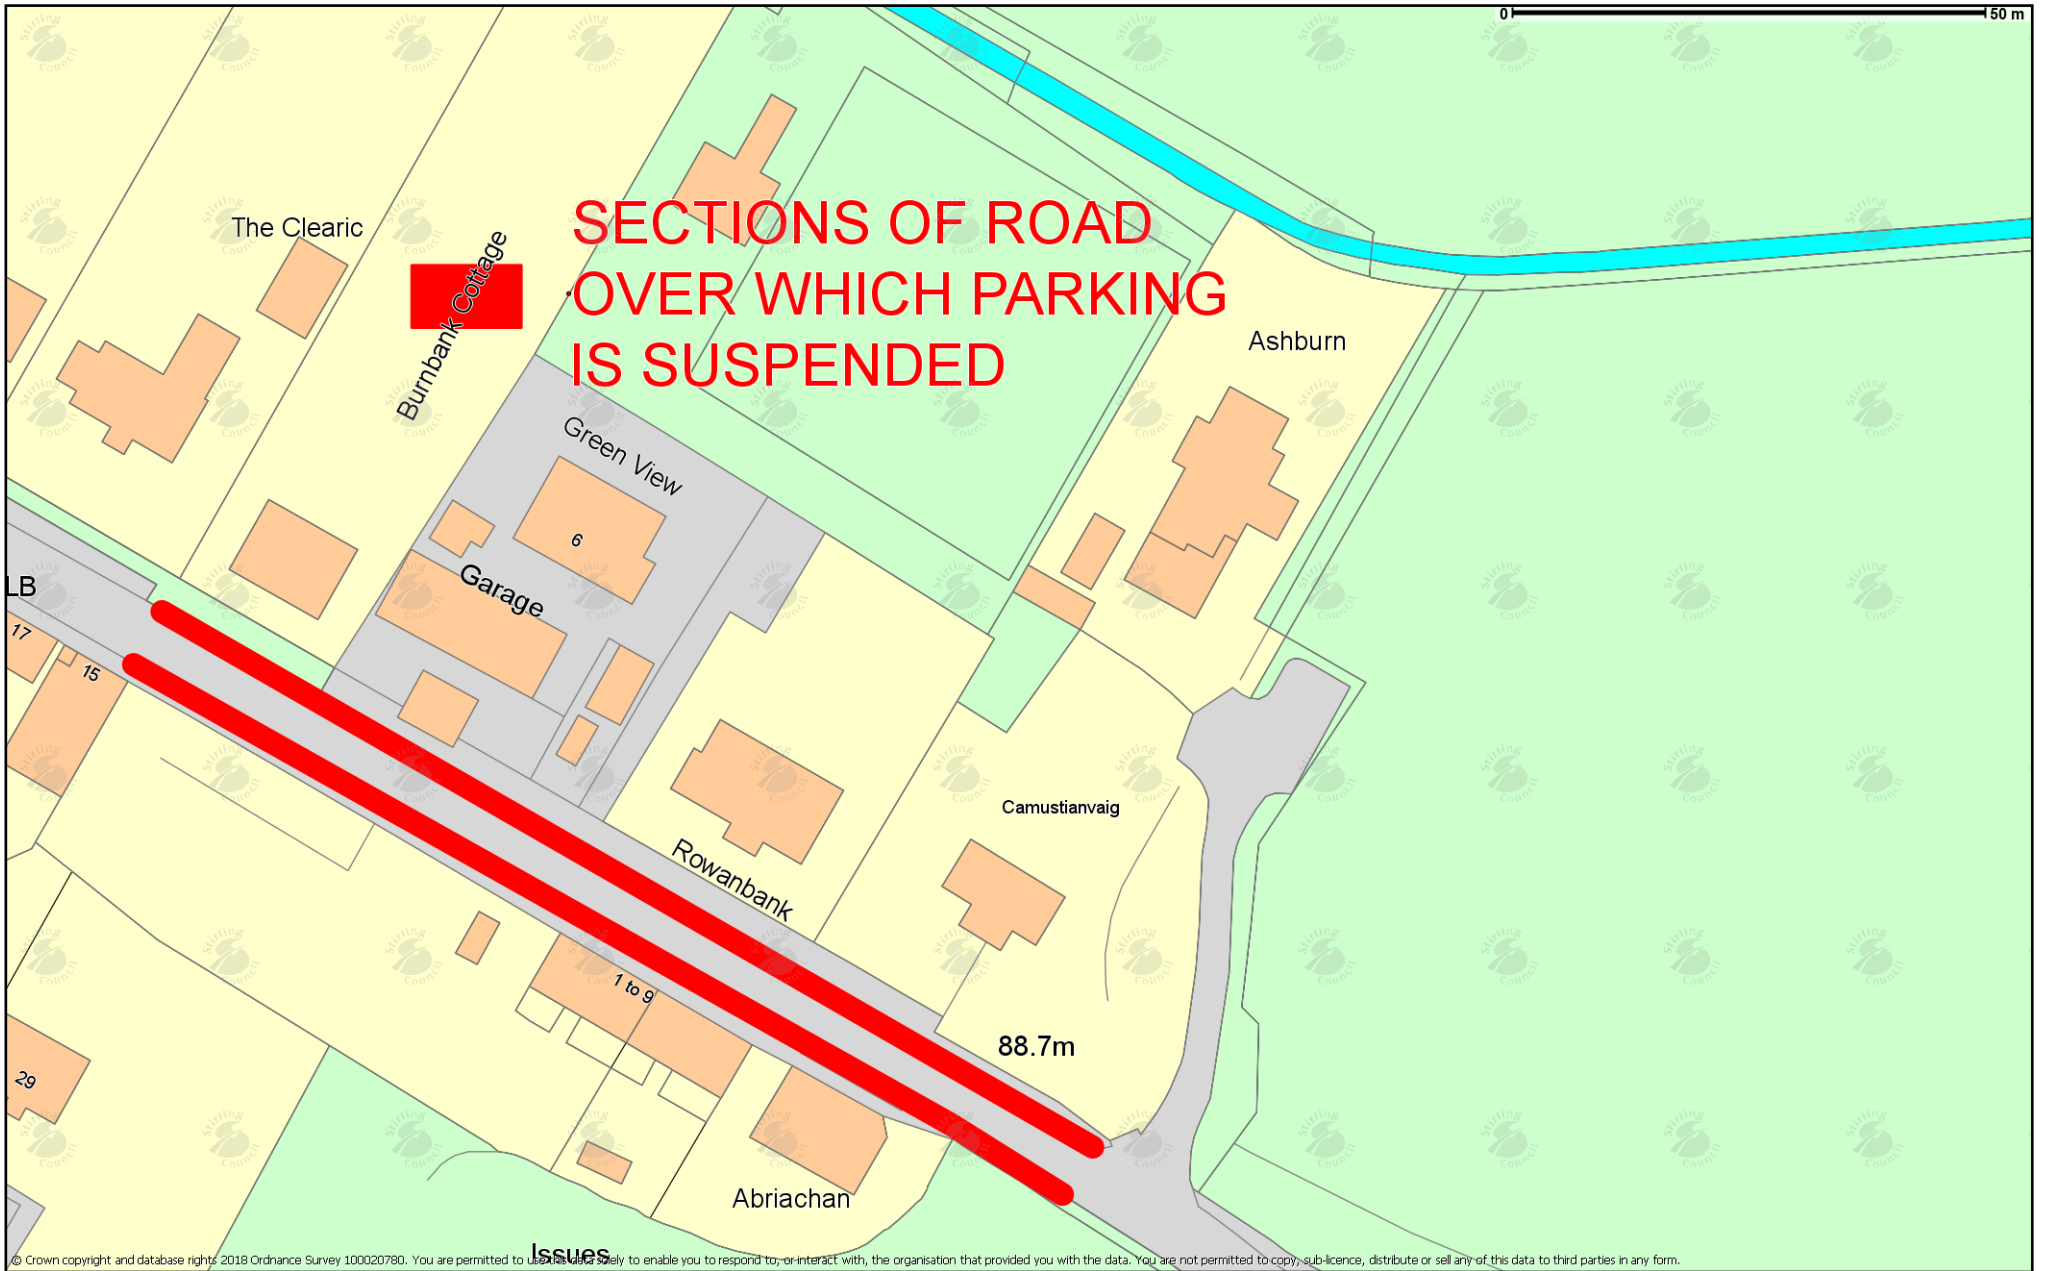 0 50 m
The Clearic
Burnbank Cottage
SECTIONS OF ROAD
OVER WHICH PARKING
IS SUSPENDED
Ashburn
Green View
6
Garage
LB
17
15
Camustianvaig
Rowanbank
1 to 9
88.7m
29
Abriachan
Issues
© Crown copyright and database rights 2018 Ordnance Survey 100020780. You are permitted to use this data solely to enable you to respond to, or interact with, the organisation that provided you with the data. You are not permitted to copy, sub-licence, distribute or sell any of this data to third parties in any form.
Stirling
Council